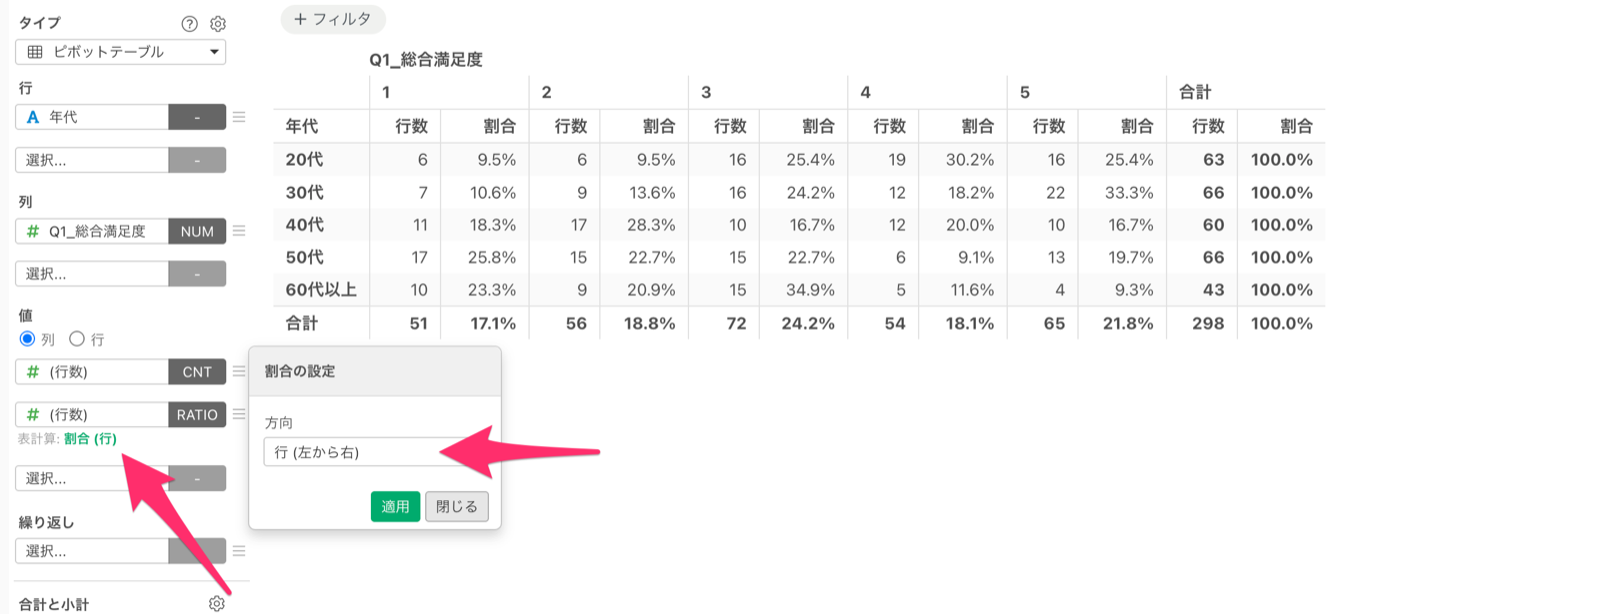 タイプ
ピボットテーブル
行
A 年代 -
選択... -
列
# Q1_総合満足度 NUM
選択... -
値
列 行
# (行数) CNT
# (行数) RATIO
表計算: 割合 (行)
選択... -
繰り返し
選択...
合計と小計
+ フィルタ
Q1_総合満足度
1 2 3 4 5 合計
年代 行数 割合 行数 割合 行数 割合 行数 割合 行数 割合 行数 割合
20代 6 9.5% 6 9.5% 16 25.4% 19 30.2% 16 25.4% 63 100.0%
30代 7 10.6% 9 13.6% 16 24.2% 12 18.2% 22 33.3% 66 100.0%
40代 11 18.3% 17 28.3% 10 16.7% 12 20.0% 10 16.7% 60 100.0%
50代 17 25.8% 15 22.7% 15 22.7% 6 9.1% 13 19.7% 66 100.0%
60代以上 10 23.3% 9 20.9% 15 34.9% 5 11.6% 4 9.3% 43 100.0%
合計 51 17.1% 56 18.8% 72 24.2% 54 18.1% 65 21.8% 298 100.0%
割合の設定
方向
行 (左から右)
適用 閉じる